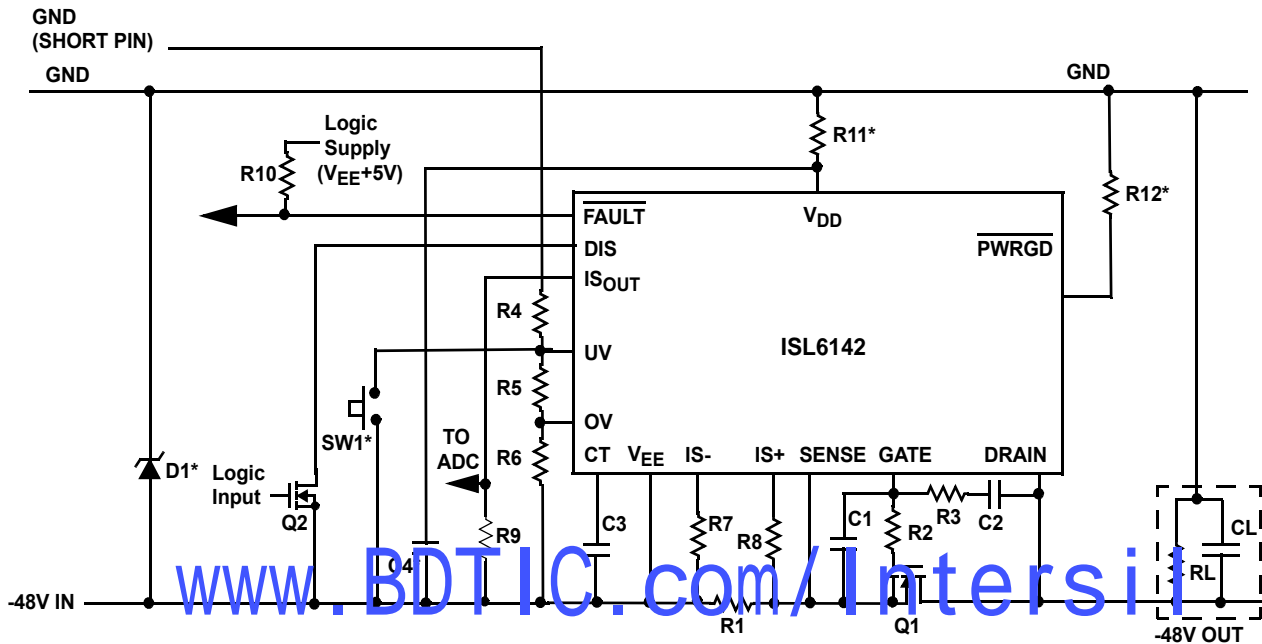 GND
(SHORT PIN)
GND
GND
Logic
Supply
(VEE+5V)
R10
R11*
R12*
FAULT
VDD
PWRGD
DIS
ISOUT
R4
UV
ISL6142
R5
OV
SW1*
TO
ADC
R6
CT
VEE
IS-
IS+
SENSE
GATE
DRAIN
D1*
Logic
Input
Q2
C4*
R9
C3
R7
R8
C1
R2
R3
C2
RL
CL
www.BDTIC.com/Intersil
-48V IN
R1
Q1
-48V OUT